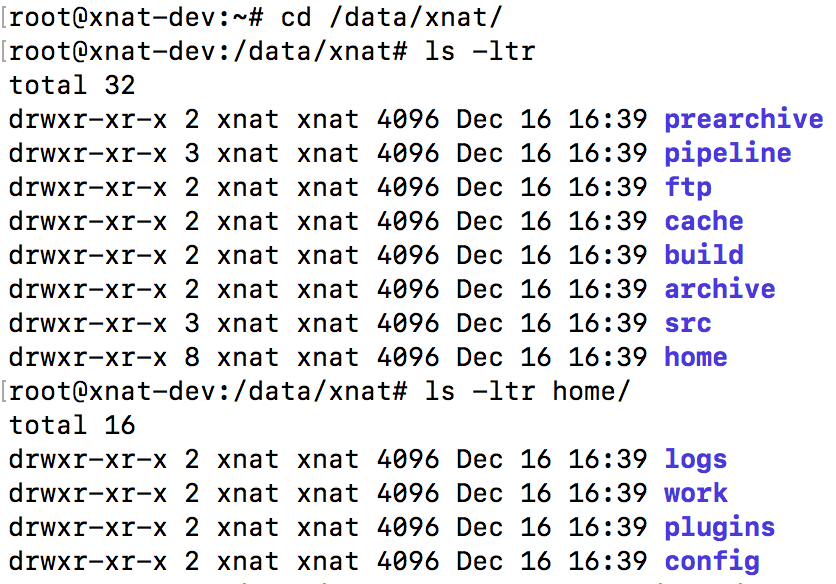 [root@xnat-dev:~# cd /data/xnat/
[root@xnat-dev:/data/xnat# ls -ltr
total 32
drwxr-xr-x 2 xnat xnat 4096 Dec 16 16:39 prearchive
drwxr-xr-x 3 xnat xnat 4096 Dec 16 16:39 pipeline
drwxr-xr-x 2 xnat xnat 4096 Dec 16 16:39 ftp
drwxr-xr-x 2 xnat xnat 4096 Dec 16 16:39 cache
drwxr-xr-x 2 xnat xnat 4096 Dec 16 16:39 build
drwxr-xr-x 2 xnat xnat 4096 Dec 16 16:39 archive
drwxr-xr-x 3 xnat xnat 4096 Dec 16 16:39 src
drwxr-xr-x 8 xnat xnat 4096 Dec 16 16:39 home
[root@xnat-dev:/data/xnat# ls -ltr home/
total 16
drwxr-xr-x 2 xnat xnat 4096 Dec 16 16:39 logs
drwxr-xr-x 2 xnat xnat 4096 Dec 16 16:39 work
drwxr-xr-x 2 xnat xnat 4096 Dec 16 16:39 plugins
drwxr-xr-x 2 xnat xnat 4096 Dec 16 16:39 config